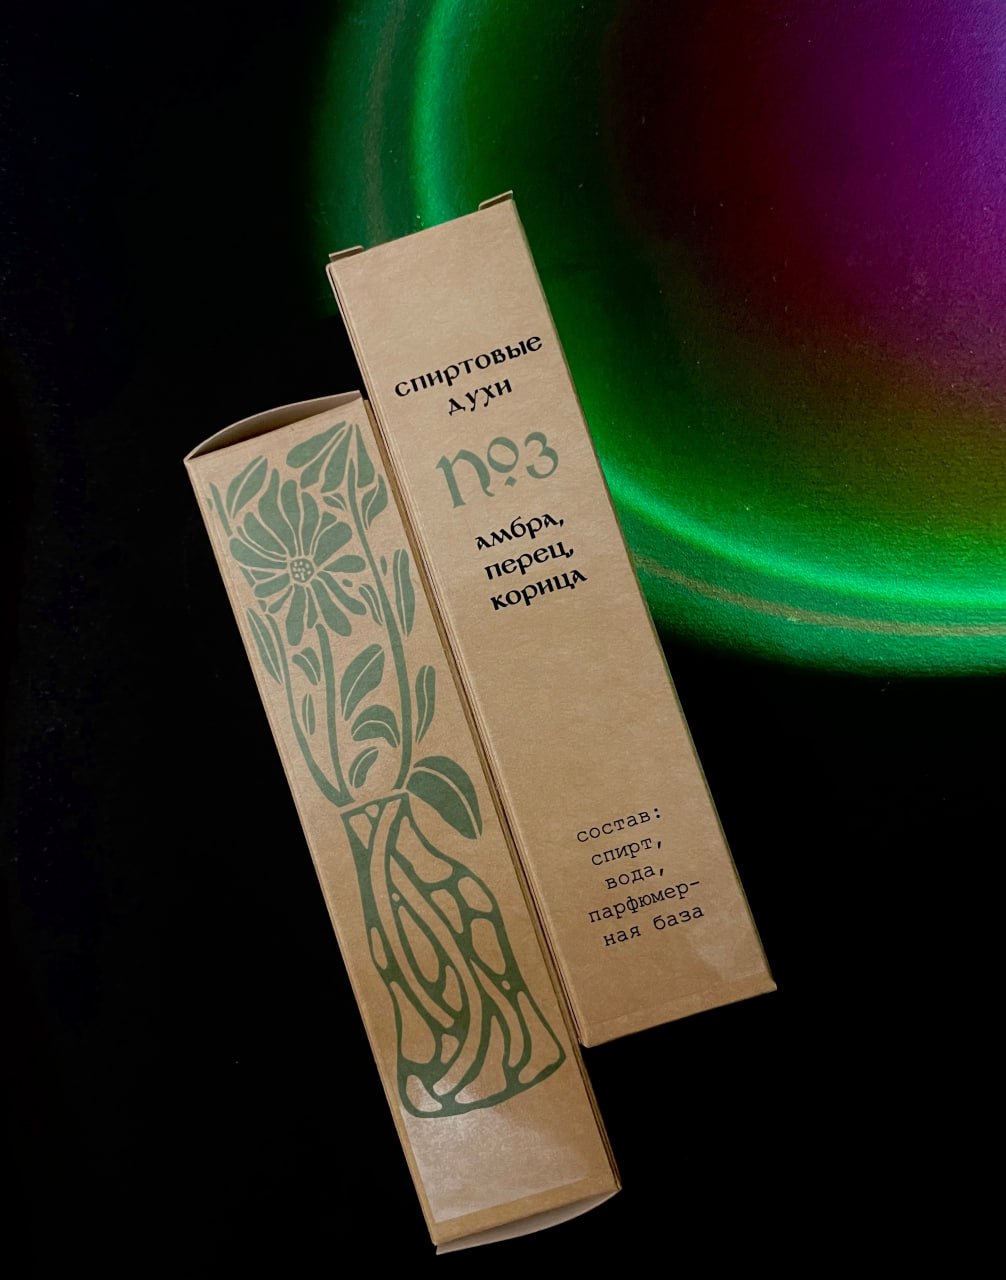 спиртовые
духи
№3
амбра,
перец,
корица
состав:
спирт,
вода,
парфюмер-
ная база